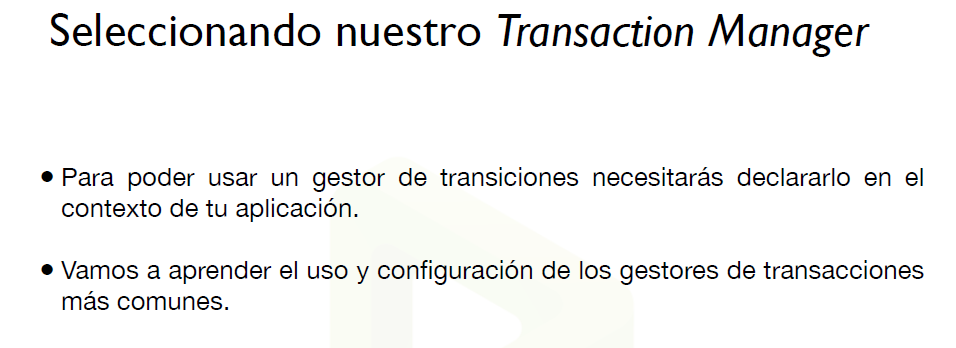 Seleccionando nuestro Transaction Manager
• Para poder usar un gestor de transiciones necesitarás declararlo en el
contexto de tu aplicación.
• Vamos a aprender el uso y configuración de los gestores de transacciones
más comunes.